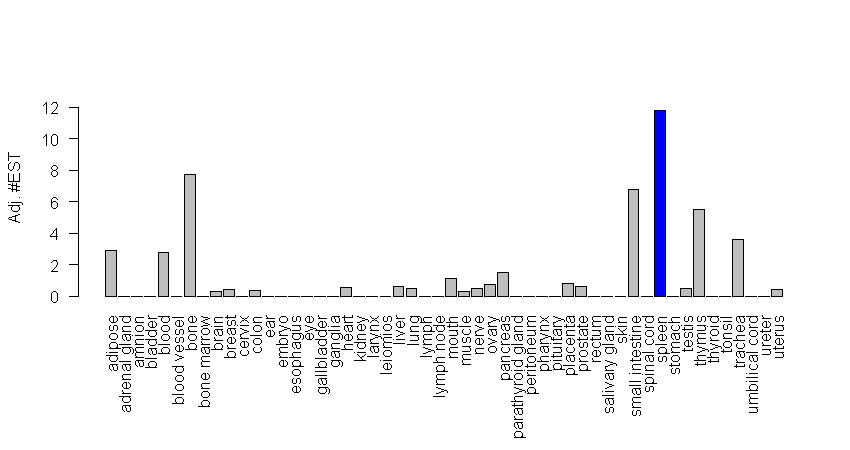 12
10
8
6
4
2
0
Adj. #EST
adipose
adrenal gland
amnion
bladder
blood
blood vessel
bone
bone marrow
brain
breast
cervix
colon
ear
embryo
esophagus
eye
gallbladder
ganglia
heart
kidney
larynx
leiomios
liver
lung
lymph
lymph node
mouth
muscle
nerve
ovary
pancreas
parathyroid gland
peritoneum
pharynx
pituitary
placenta
prostate
rectum
salivary gland
skin
small intestine
spinal cord
spleen
stomach
testis
thymus
thyroid
tonsil
trachea
umbilical cord
ureter
uterus